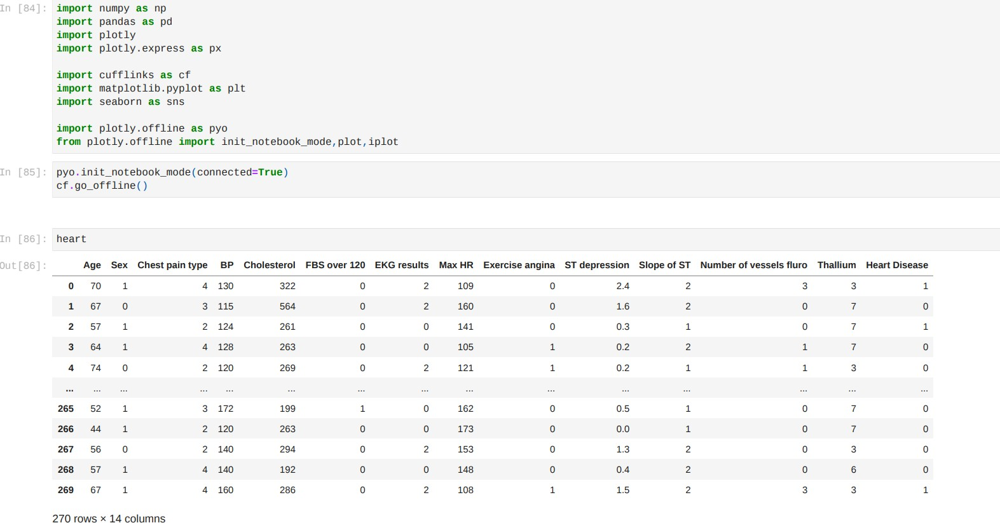 In [84]: import numpy as np
import pandas as pd
import plotly
import plotly.express as px
import cufflinks as cf
import matplotlib.pyplot as plt
import seaborn as sns
import plotly.offline as pyo
from plotly.offline import init_notebook_mode,plot,iplot
In [85]: pyo.init_notebook_mode(connected=True)
cf.go_offline()
In [86]: heart
Out[86]: Age Sex Chest pain type BP Cholesterol FBS over 120 EKG results Max HR Exercise angina ST depression Slope of ST Number of vessels fluro Thallium Heart Disease
0 70 1 4 130 322 0 2 109 0 2.4 2 3 3 1
1 67 0 3 115 564 0 2 160 0 1.6 2 0 7 0
2 57 1 2 124 261 0 0 141 0 0.3 1 0 7 1
3 64 1 4 128 263 0 0 105 1 0.2 2 1 7 0
4 74 0 2 120 269 0 2 121 1 0.2 1 1 3 0
... ... ... ... ... ... ... ... ... ... ... ... ... ... ...
265 52 1 3 172 199 1 0 162 0 0.5 1 0 7 0
266 44 1 2 120 263 0 0 173 0 0.0 1 0 7 0
267 56 0 2 140 294 0 2 153 0 1.3 2 0 3 0
268 57 1 4 140 192 0 0 148 0 0.4 2 0 6 0
269 67 1 4 160 286 0 2 108 1 1.5 2 3 3 1
270 rows × 14 columns